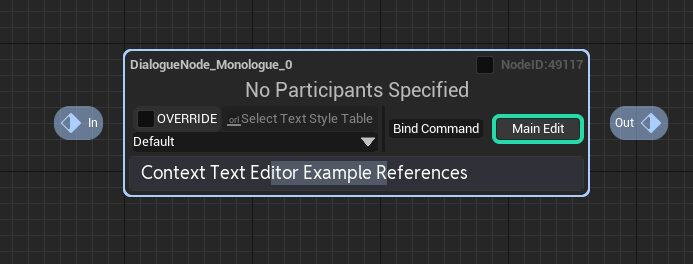 DialogueNode_Monologue_0
NodeID:49117
No Participants Specified
In
OVERRIDE
orl Select Text Style Table
Default
Bind Command
Main Edit
Out
Context Text Editor Example References